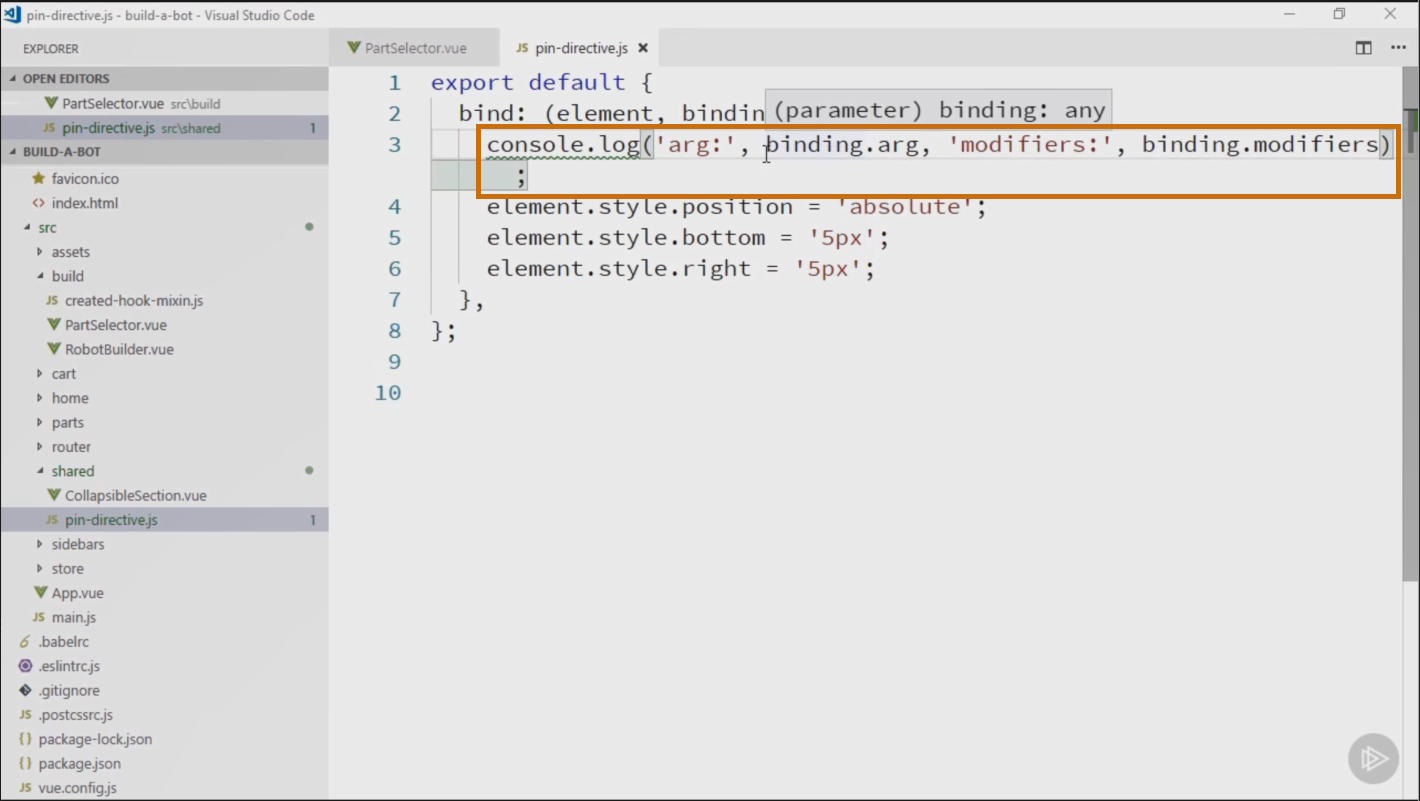 pin-directive.js - build-a-bot - Visual Studio Code
EXPLORER
OPEN EDITORS
PartSelector.vue src\build
pin-directive.js src\shared 1
BUILD-A-BOT
favicon.ico
index.html
src
assets
build
JS created-hook-mixin.js
PartSelector.vue
RobotBuilder.vue
cart
home
parts
router
shared
CollapsibleSection.vue
JS pin-directive.js 1
sidebars
store
App.vue
JS main.js
.babelrc
.eslintrc.js
.gitignore
JS .postcssrc.js
{} package-lock.json
{} package.json
JS vue.config.js
PartSelector.vue
JS pin-directive.js
1 export default {
2 bind: (element, bindin
(parameter) binding: any
3 console.log('arg:', binding.arg, 'modifiers:', binding.modifiers)
;
4 element.style.position = 'absolute';
5 element.style.bottom = '5px';
6 element.style.right = '5px';
7 },
8 };
9
10